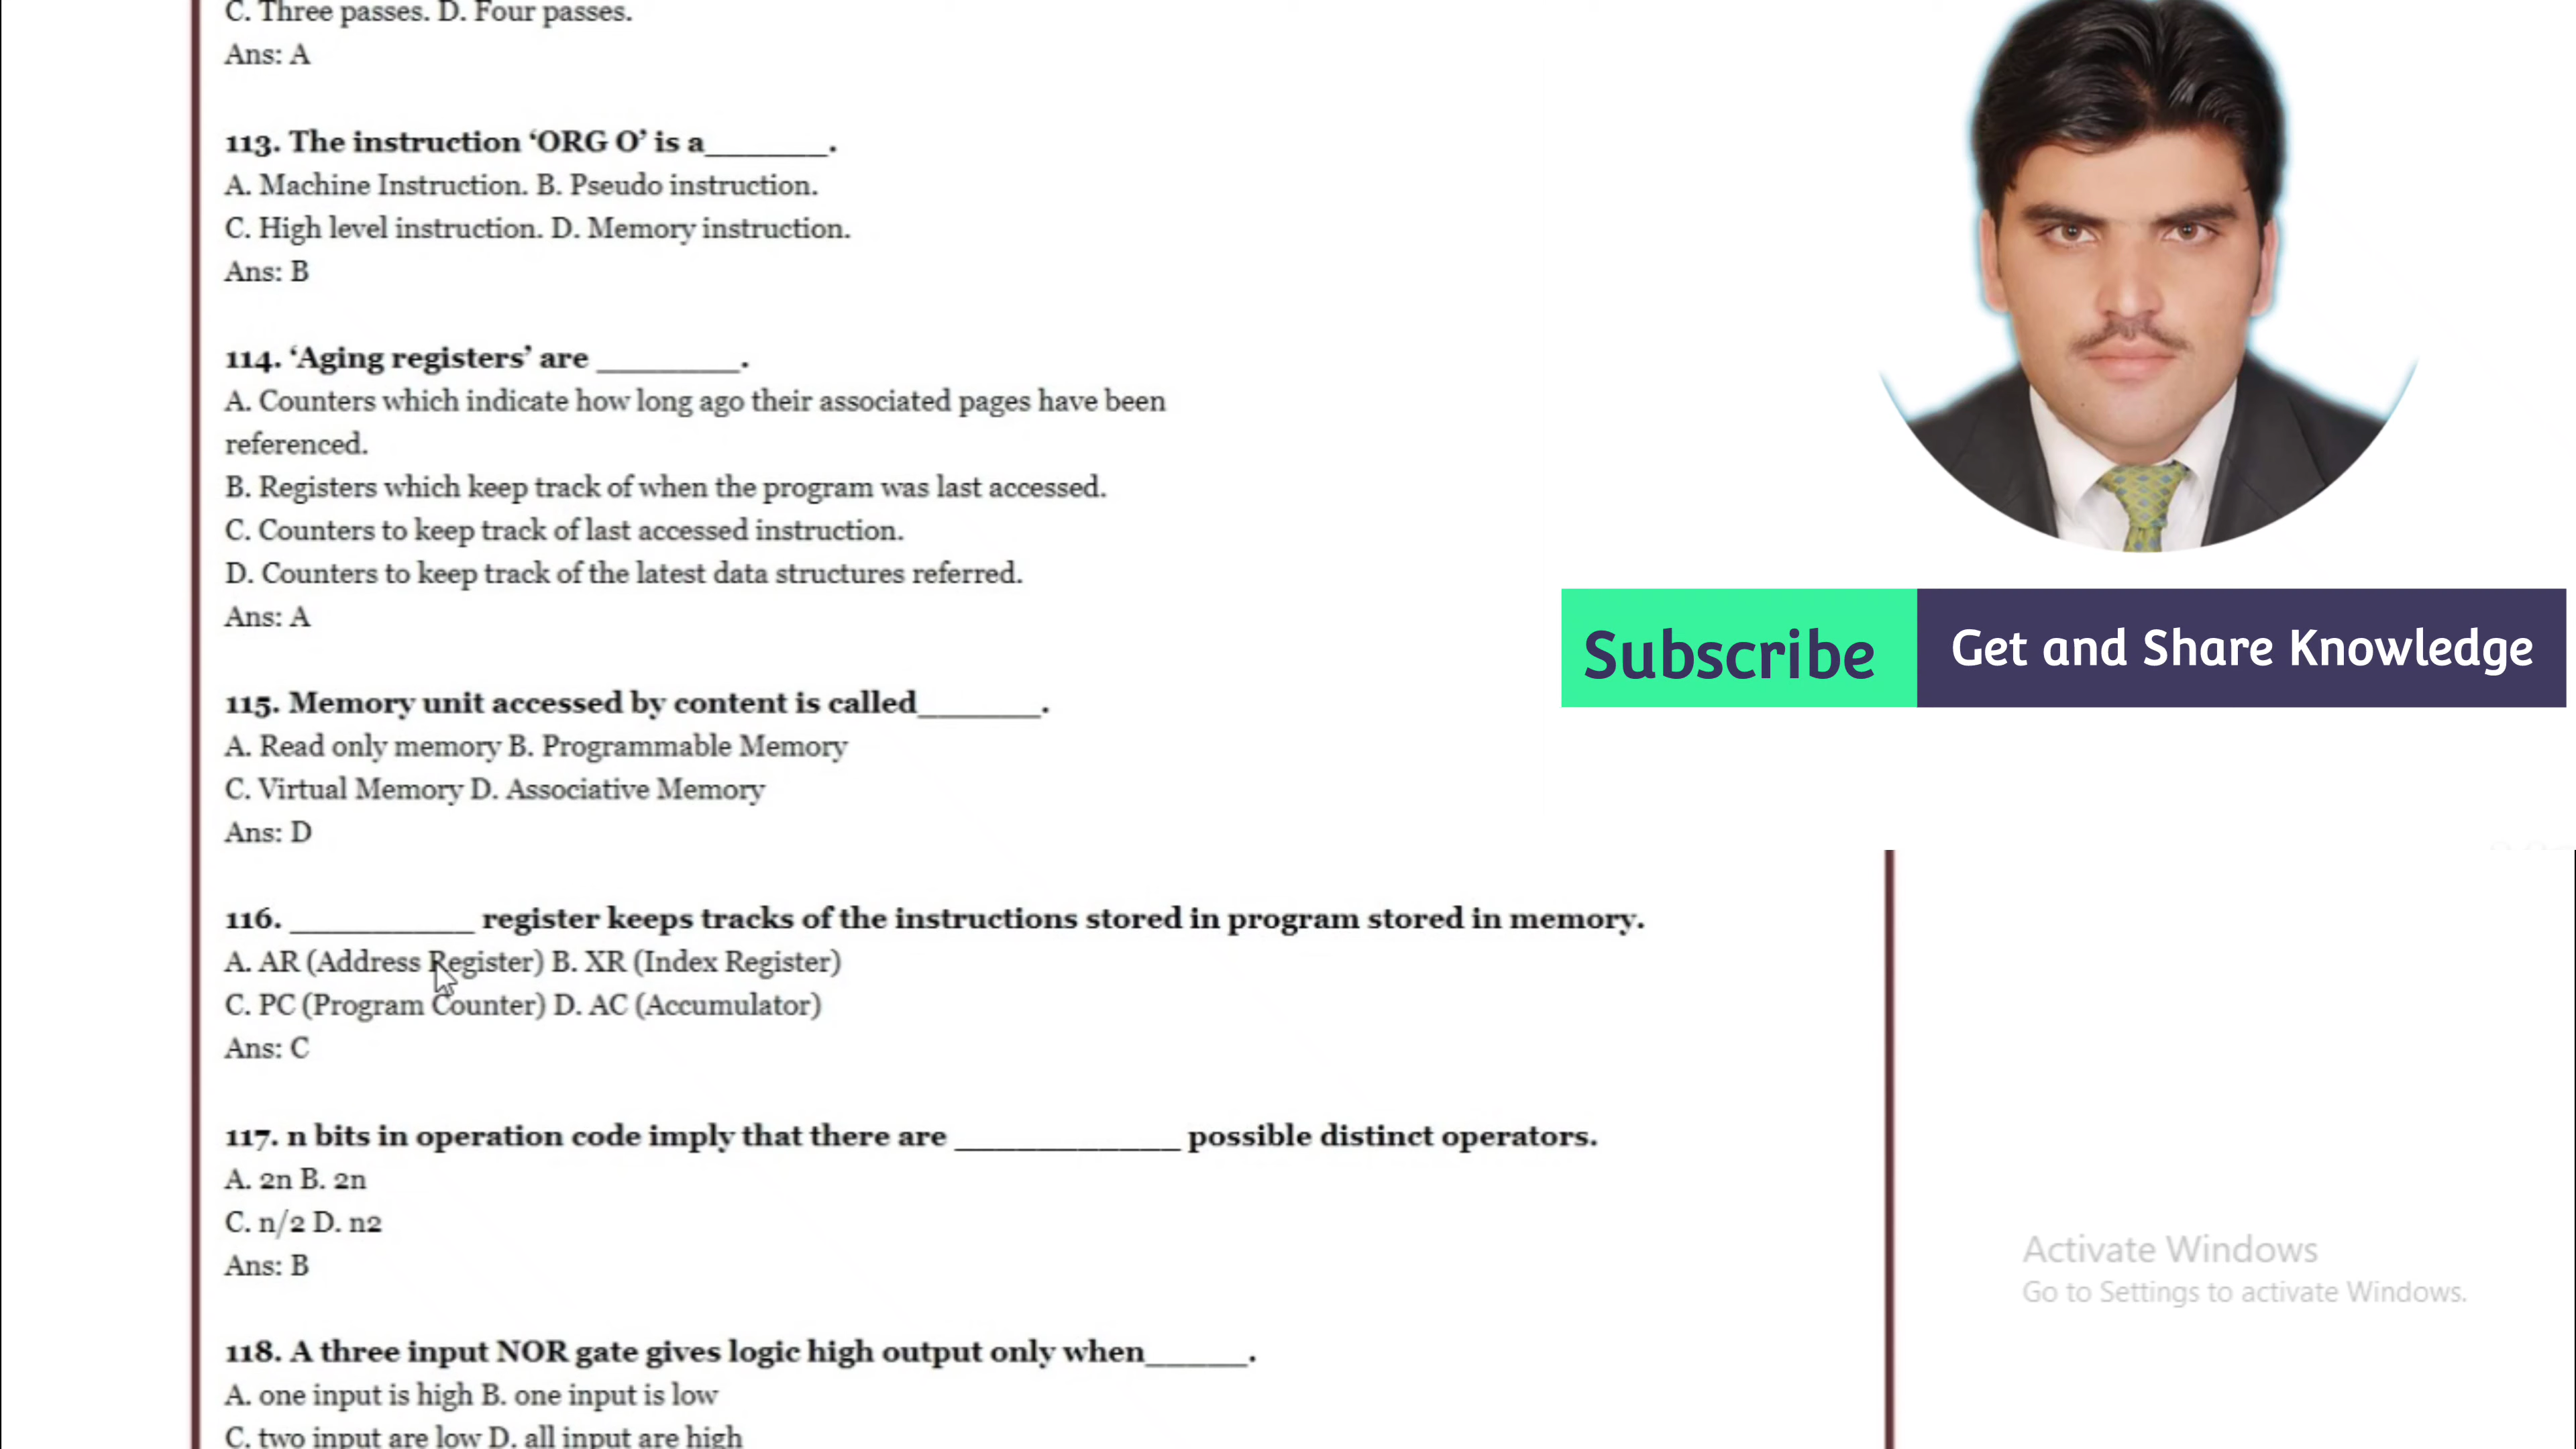 C. Three passes. D. Four passes.
Ans: A
113. The instruction ‘ORG O’ is a______.
A. Machine Instruction. B. Pseudo instruction.
C. High level instruction. D. Memory instruction.
Ans: B
114. ‘Aging registers’ are _______.
A. Counters which indicate how long ago their associated pages have been
referenced.
B. Registers which keep track of when the program was last accessed.
C. Counters to keep track of last accessed instruction.
D. Counters to keep track of the latest data structures referred.
Ans: A
115. Memory unit accessed by content is called______.
A. Read only memory B. Programmable Memory
C. Virtual Memory D. Associative Memory
Ans: D
116. _________ register keeps tracks of the instructions stored in program stored in memory.
A. AR (Address Register) B. XR (Index Register)
C. PC (Program Counter) D. AC (Accumulator)
Ans: C
117. n bits in operation code imply that there are ___________ possible distinct operators.
A. 2n B. 2n
C. n/2 D. n2
Ans: B
118. A three input NOR gate gives logic high output only when_____.
A. one input is high B. one input is low
C. two input are low D. all input are high
Subscribe
Get and Share Knowledge
Activate Windows
Go to Settings to activate Windows.